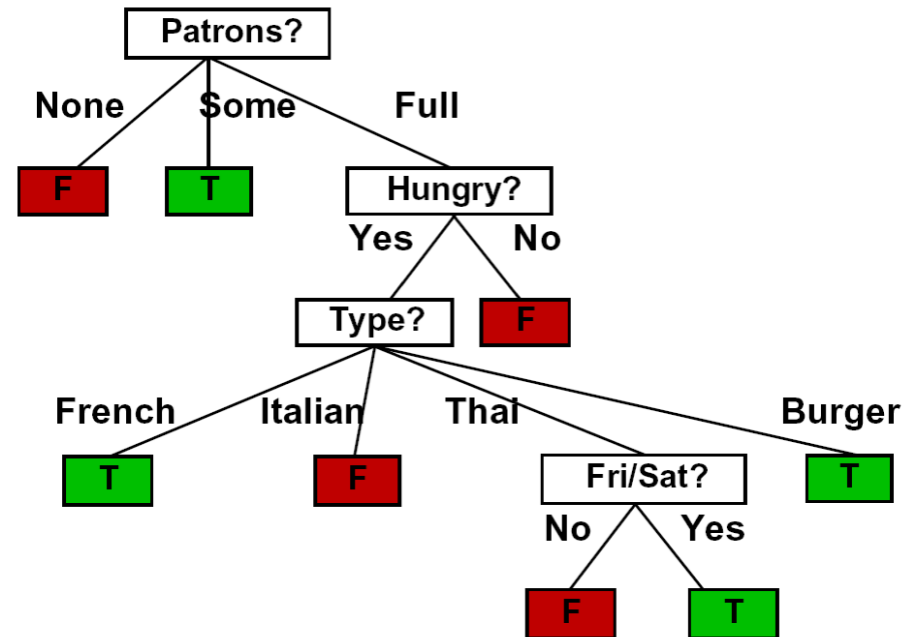 Patrons?
None Some Full
F T Hungry?
Yes No
Type? F
French Italian Thai Burger
T F Fri/Sat? T
No Yes
F T